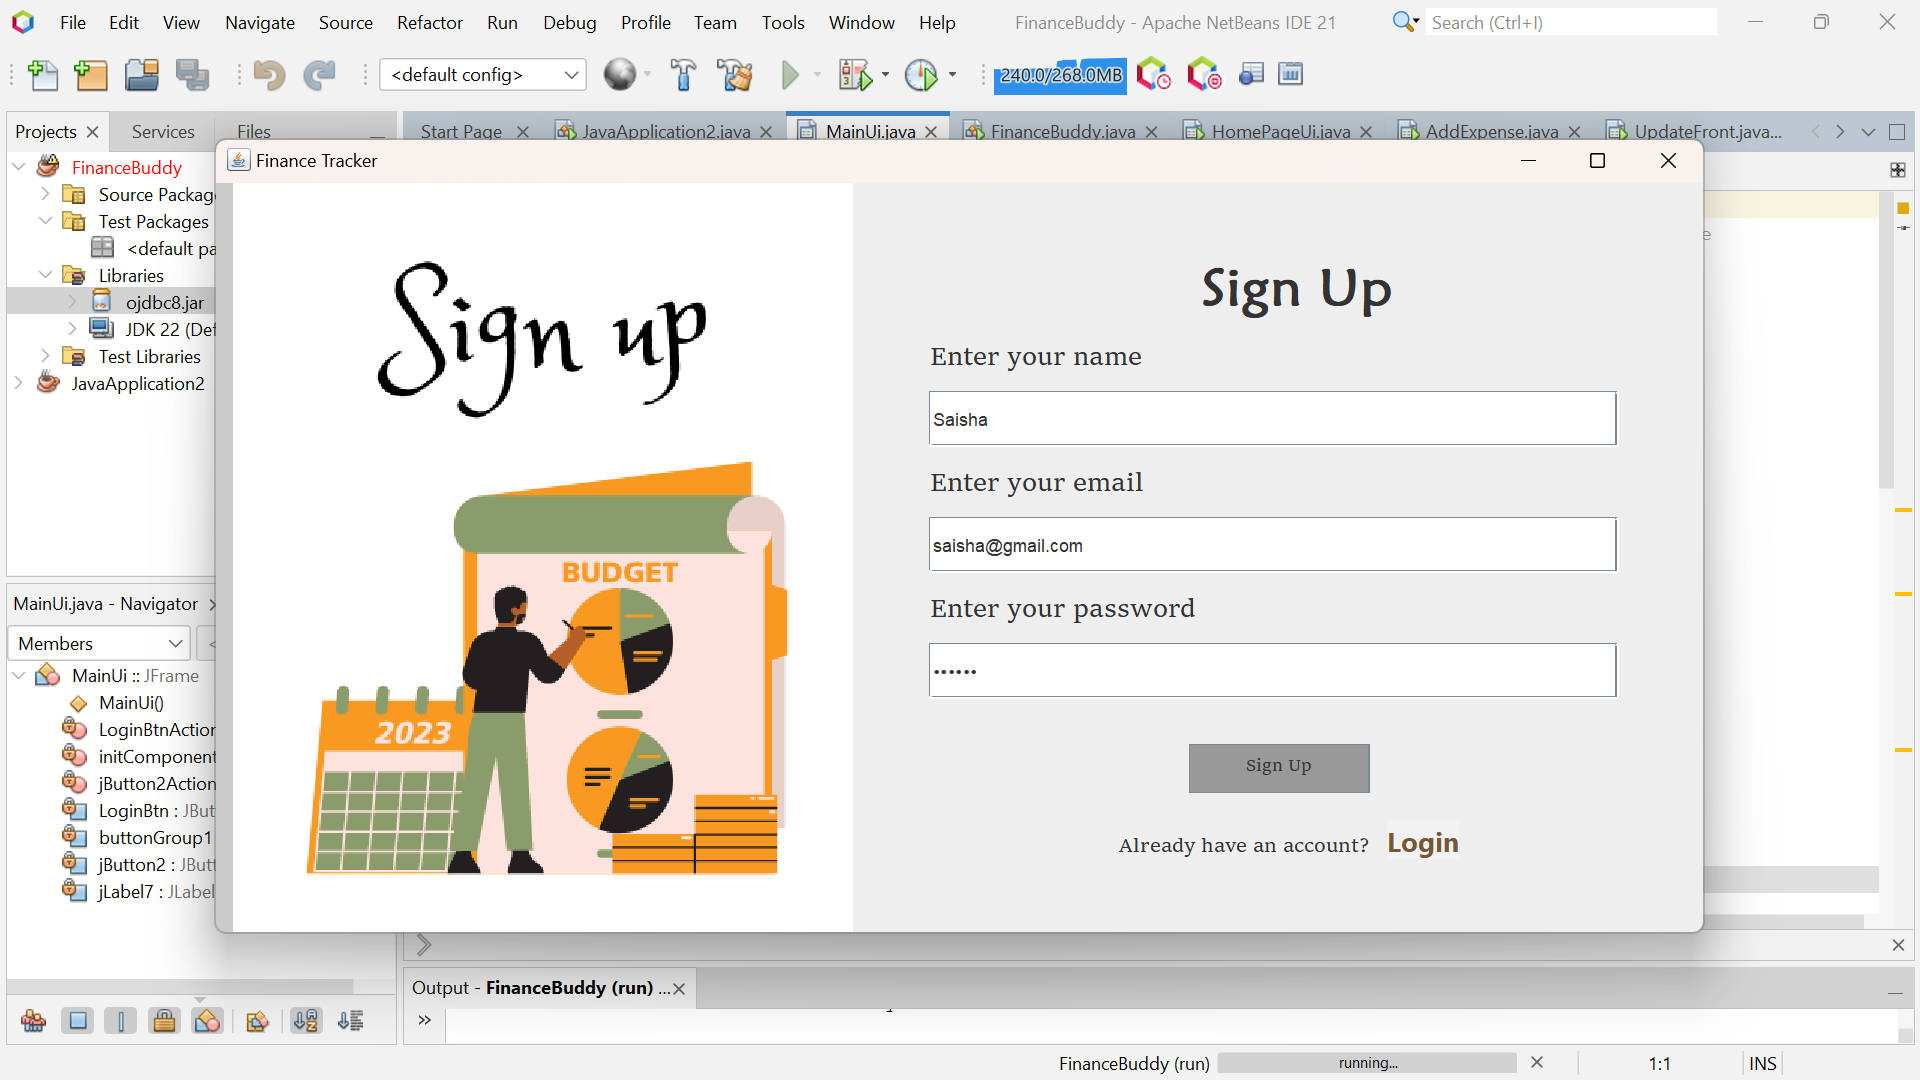 File Edit View Navigate Source Refactor Run Debug Profile Team Tools Window Help FinanceBuddy - Apache NetBeans IDE 21 Search (Ctrl+I)
<default config> 240.0/268.0MB
Projects Services Files Start Page JavaApplication2.java MainUi.java FinanceBuddy.java HomePageUi.java AddExpense.java UpdateFront.java...
FinanceBuddy
Source Packag
Test Packages
<default pa
Libraries
ojdbc8.jar
JDK 22 (Def
Test Libraries
JavaApplication2
MainUi.java - Navigator
Members
<
MainUi :: JFrame
MainUi()
LoginBtnAction
initComponent
jButton2Action
LoginBtn : JBut
buttonGroup1
jButton2 : JButt
jLabel7 : JLabel
Finance Tracker
Sign up
BUDGET
2023
Sign Up
Enter your name
Saisha
Enter your email
saisha@gmail.com
Enter your password
••••••
Sign Up
Already have an account? Login
e
Output - FinanceBuddy (run) ...
FinanceBuddy (run) running... 1:1 INS